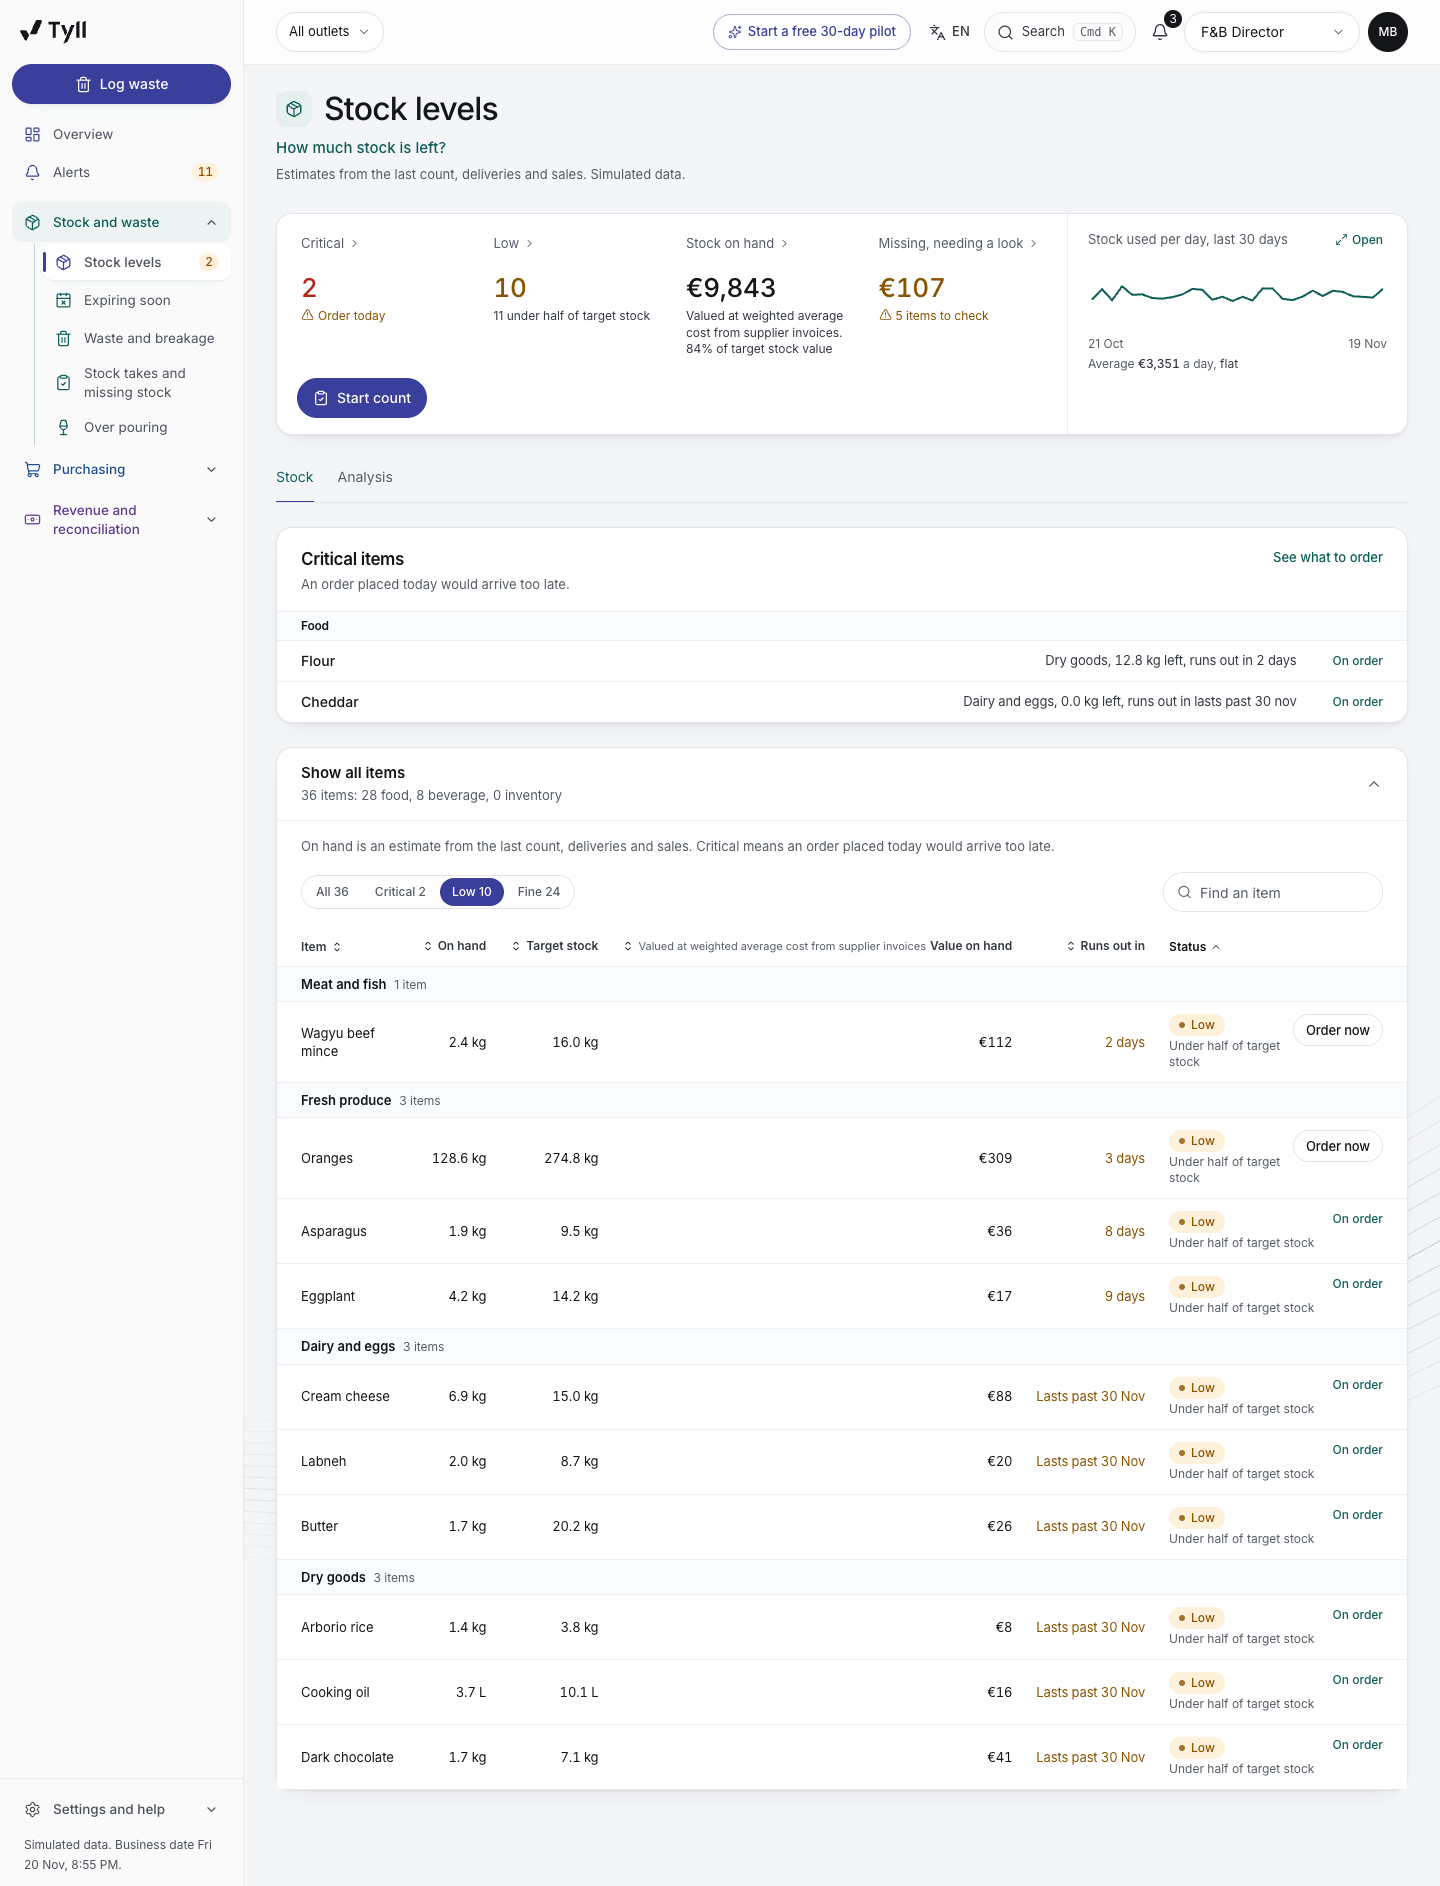 Tyll
All outlets
Start a free 30-day pilot
EN
Search Cmd K
3
F&B Director
MB
Log waste
Overview
Alerts 11
Stock and waste
Stock levels 2
Expiring soon
Waste and breakage
Stock takes and
missing stock
Over pouring
Purchasing
Revenue and
reconciliation
Settings and help
Simulated data. Business date Fri
20 Nov, 8:55 PM.
Stock levels
How much stock is left?
Estimates from the last count, deliveries and sales. Simulated data.
Critical
2
Order today
Low
10
11 under half of target stock
Stock on hand
€9,843
Valued at weighted average
cost from supplier invoices.
84% of target stock value
Missing, needing a look
€107
5 items to check
Start count
Stock used per day, last 30 days
Open
21 Oct 19 Nov
Average €3,351 a day, flat
Stock Analysis
Critical items
See what to order
An order placed today would arrive too late.
Food
Flour Dry goods, 12.8 kg left, runs out in 2 days On order
Cheddar Dairy and eggs, 0.0 kg left, runs out in lasts past 30 nov On order
Show all items
36 items: 28 food, 8 beverage, 0 inventory
On hand is an estimate from the last count, deliveries and sales. Critical means an order placed today would arrive too late.
All 36 Critical 2 Low 10 Fine 24
Find an item
Item On hand Target stock Valued at weighted average cost from supplier invoices Value on hand Runs out in Status
Meat and fish 1 item
Wagyu beef
mince 2.4 kg 16.0 kg €112 2 days Low Order now
Under half of target
stock
Fresh produce 3 items
Oranges 128.6 kg 274.8 kg €309 3 days Low Order now
Under half of target
stock
Asparagus 1.9 kg 9.5 kg €36 8 days Low On order
Under half of target stock
Eggplant 4.2 kg 14.2 kg €17 9 days Low On order
Under half of target stock
Dairy and eggs 3 items
Cream cheese 6.9 kg 15.0 kg €88 Lasts past 30 Nov Low On order
Under half of target stock
Labneh 2.0 kg 8.7 kg €20 Lasts past 30 Nov Low On order
Under half of target stock
Butter 1.7 kg 20.2 kg €26 Lasts past 30 Nov Low On order
Under half of target stock
Dry goods 3 items
Arborio rice 1.4 kg 3.8 kg €8 Lasts past 30 Nov Low On order
Under half of target stock
Cooking oil 3.7 L 10.1 L €16 Lasts past 30 Nov Low On order
Under half of target stock
Dark chocolate 1.7 kg 7.1 kg €41 Lasts past 30 Nov Low On order
Under half of target stock